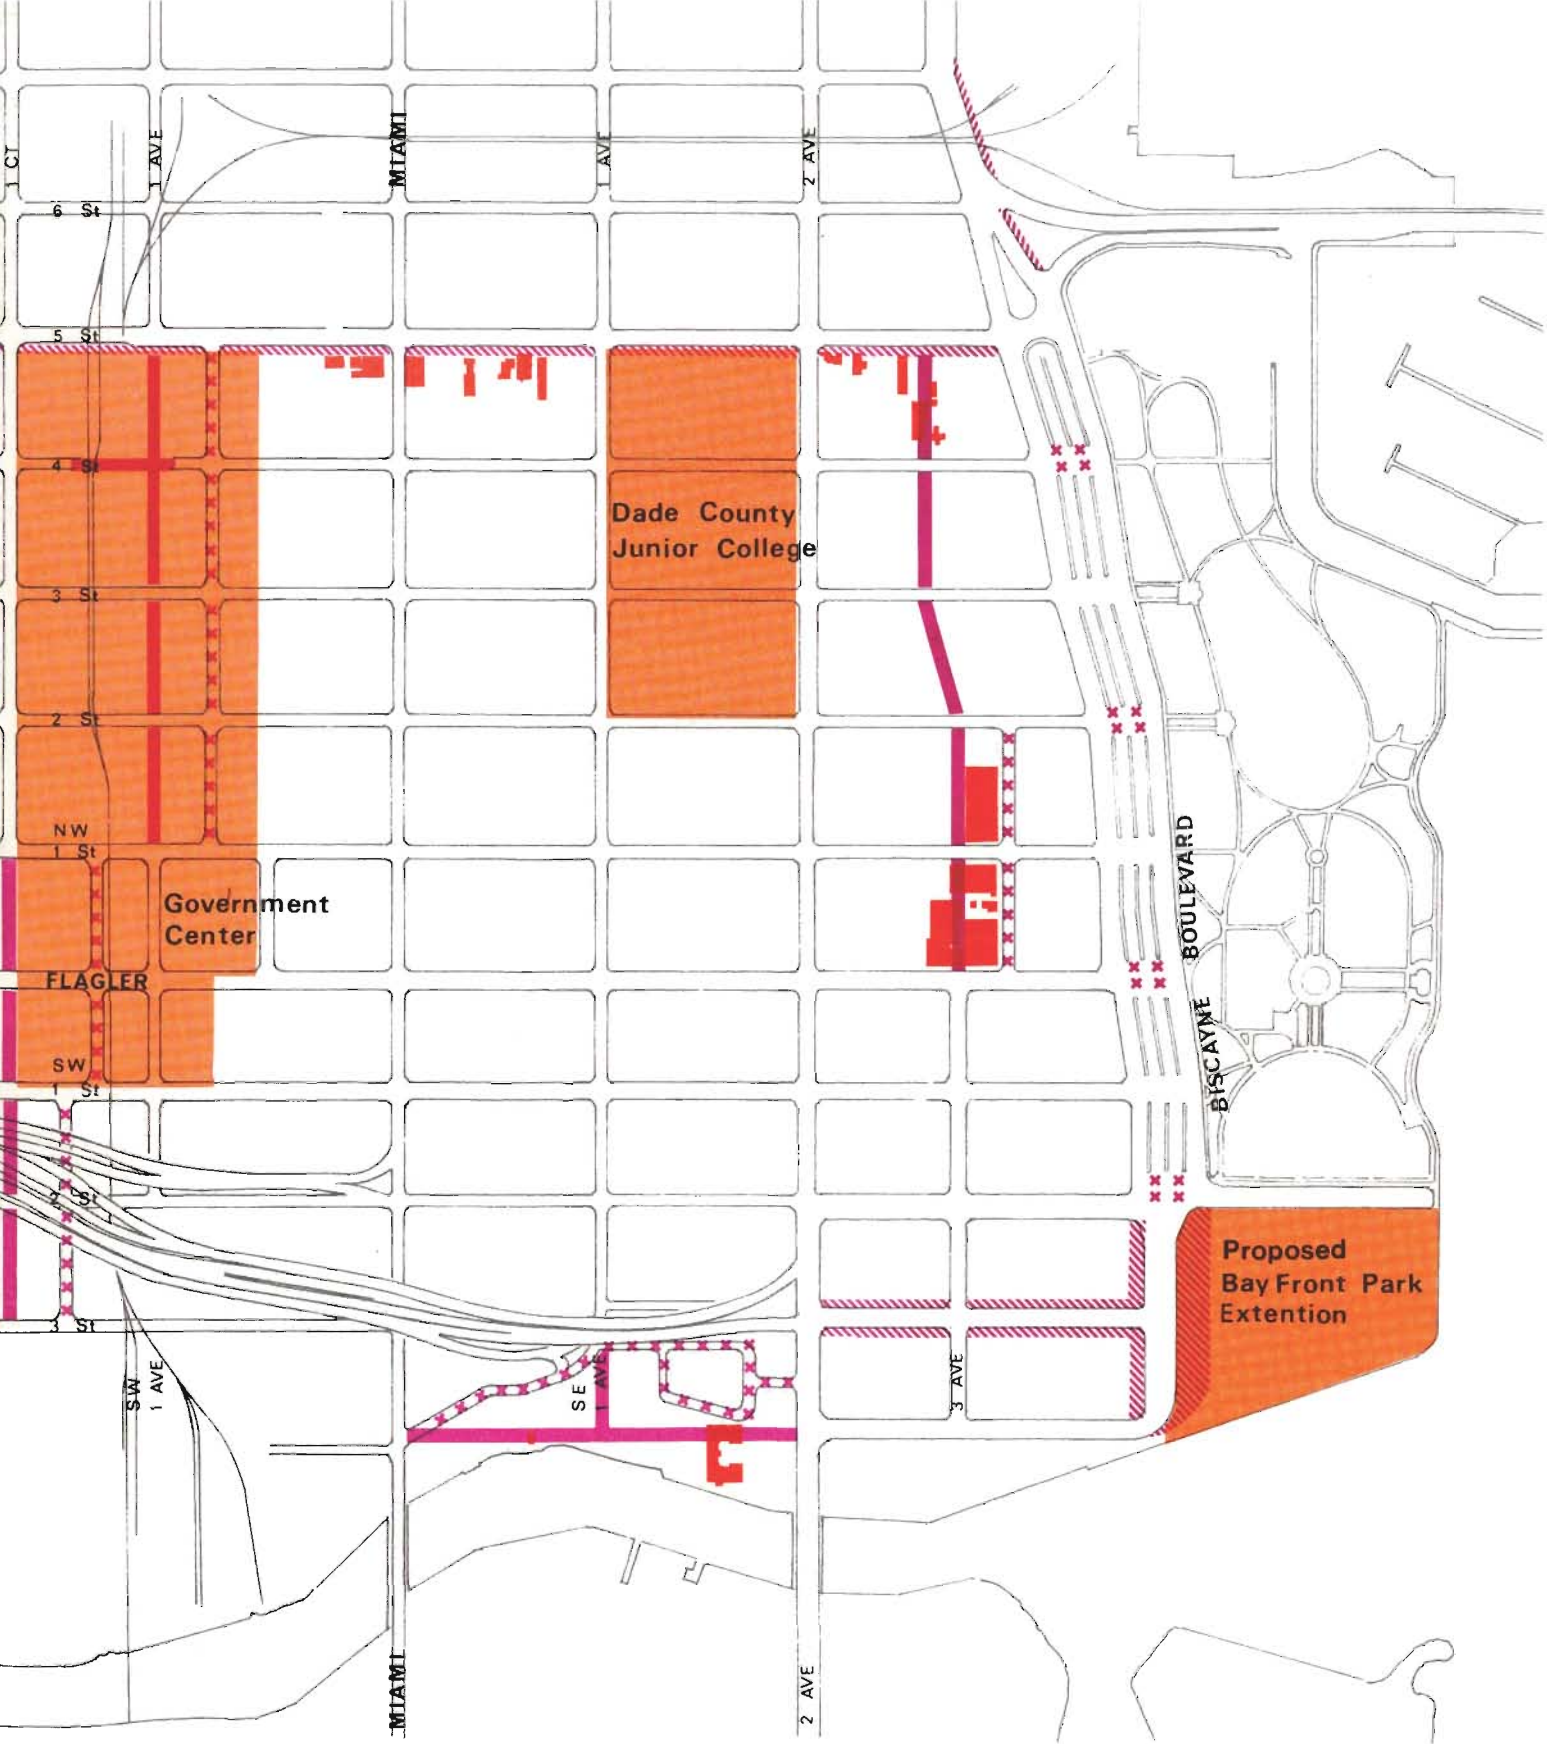 1 CT
1 AVE
MIAMI
1 AVE
2 AVE
6 St
5 St
4 St
Dade County
Junior College
3 St
2 St
NW
1 St
Government
Center
FLAGLER
BOULEVARD
BISCAYNE
SW
1 St
2 St
Proposed
Bay Front Park
Extention
3 St
SW
1 AVE
SE
1 AVE
3 AVE
MIAMI
2 AVE